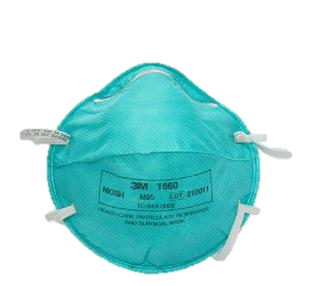 3M 1860
NIOSH N95 LOT 210011
TC-84A-0006
HEALTH CARE PARTICULATE RESPIRATOR
AND SURGICAL MASK